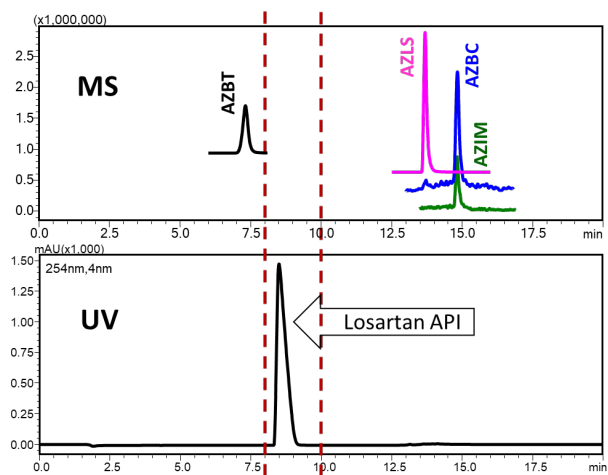 (x1,000,000)
MS
AZBT
AZLS
AZBC
AZIM
2.5
2.0
1.5
1.0
0.5
0.0
0.0
2.5
5.0
7.5
10.0
12.5
15.0
17.5
min
mAU(x1,000)
254nm,4nm
UV
Losartan API
1.50
1.25
1.00
0.75
0.50
0.25
0.00
0.0
2.5
5.0
7.5
10.0
12.5
15.0
17.5
min